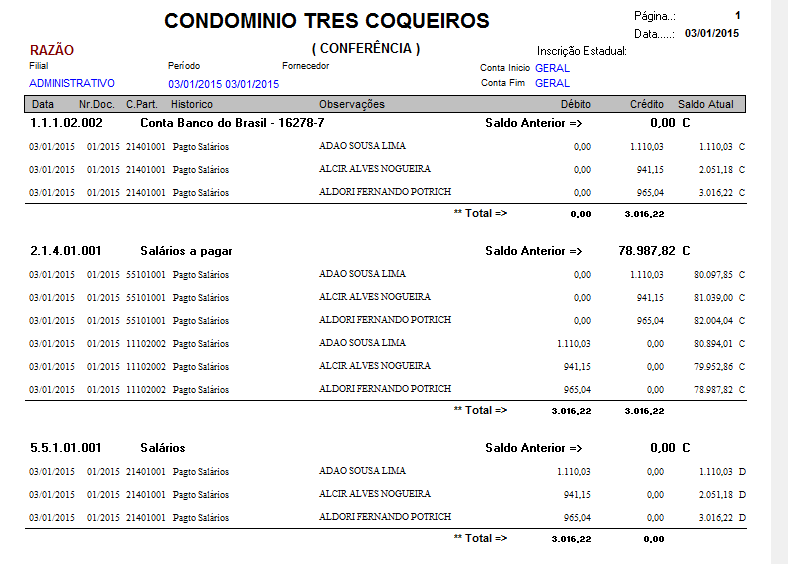 CONDOMINIO TRES COQUEIROS
Página..: 1
Data.....: 03/01/2015
RAZÃO ( CONFERÊNCIA ) Inscrição Estadual:
Filial Período Fornecedor Conta Inicio GERAL
ADMINISTRATIVO 03/01/2015 03/01/2015 Conta Fim GERAL
Data Nr.Doc. C.Part. Historico Observações Débito Crédito Saldo Atual
1.1.1.02.002 Conta Banco do Brasil - 16278-7 Saldo Anterior => 0,00 C
03/01/2015 01/2015 21401001 Pagto Salários ADAO SOUSA LIMA 0,00 1.110,03 1.110,03 C
03/01/2015 01/2015 21401001 Pagto Salários ALCIR ALVES NOGUEIRA 0,00 941,15 2.051,18 C
03/01/2015 01/2015 21401001 Pagto Salários ALDORI FERNANDO POTRICH 0,00 965,04 3.016,22 C
** Total => 0,00 3.016,22
2.1.4.01.001 Salários a pagar Saldo Anterior => 78.987,82 C
03/01/2015 01/2015 55101001 Pagto Salários ADAO SOUSA LIMA 0,00 1.110,03 80.097,85 C
03/01/2015 01/2015 55101001 Pagto Salários ALCIR ALVES NOGUEIRA 0,00 941,15 81.039,00 C
03/01/2015 01/2015 55101001 Pagto Salários ALDORI FERNANDO POTRICH 0,00 965,04 82.004,04 C
03/01/2015 01/2015 11102002 Pagto Salários ADAO SOUSA LIMA 1.110,03 0,00 80.894,01 C
03/01/2015 01/2015 11102002 Pagto Salários ALCIR ALVES NOGUEIRA 941,15 0,00 79.952,86 C
03/01/2015 01/2015 11102002 Pagto Salários ALDORI FERNANDO POTRICH 965,04 0,00 78.987,82 C
** Total => 3.016,22 3.016,22
5.5.1.01.001 Salários Saldo Anterior => 0,00 C
03/01/2015 01/2015 21401001 Pagto Salários ADAO SOUSA LIMA 1.110,03 0,00 1.110,03 D
03/01/2015 01/2015 21401001 Pagto Salários ALCIR ALVES NOGUEIRA 941,15 0,00 2.051,18 D
03/01/2015 01/2015 21401001 Pagto Salários ALDORI FERNANDO POTRICH 965,04 0,00 3.016,22 D
** Total => 3.016,22 0,00